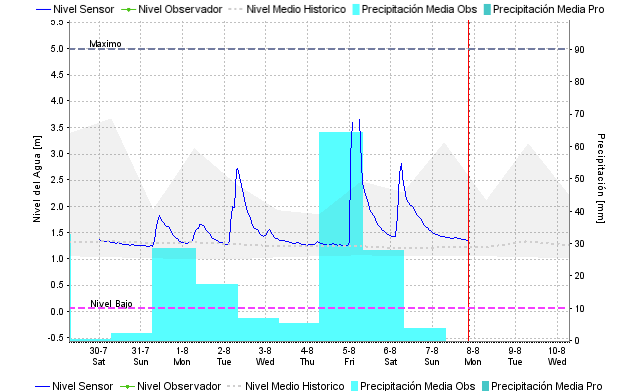 Nivel Sensor Nivel Observador Nivel Medio Historico Precipitación Media Obs Precipitación Media Pro
5.5
5.0
4.5
4.0
3.5
3.0
2.5
2.0
1.5
1.0
0.5
0.0
-0.5
Nivel del Agua [m]
Maximo
Nivel Bajo
90
80
70
60
50
40
30
20
10
0
Precipitación [mm]
30-7 31-7 1-8 2-8 3-8 4-8 5-8 6-8 7-8 8-8 9-8 10-8
Sat Sun Mon Tue Wed Thu Fri Sat Sun Mon Tue Wed
Nivel Sensor Nivel Observador Nivel Medio Historico Precipitación Media Obs Precipitación Media Pro